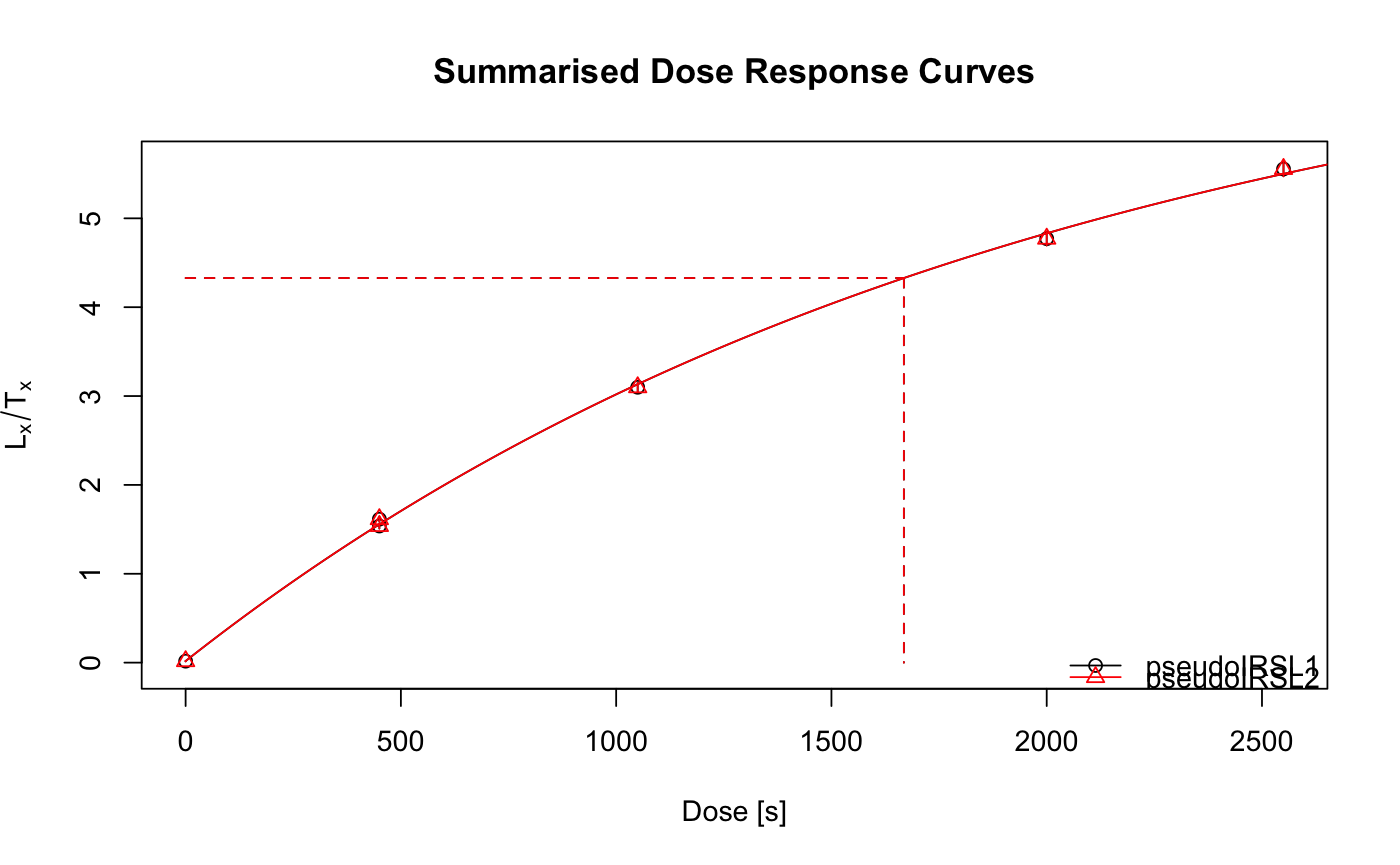 Summarised Dose Response Curves
Lx/Tx
5
4
3
2
1
0
pseudoIRSL1
pseudoIRSL2
0 500 1000 1500 2000 2500
Dose [s]